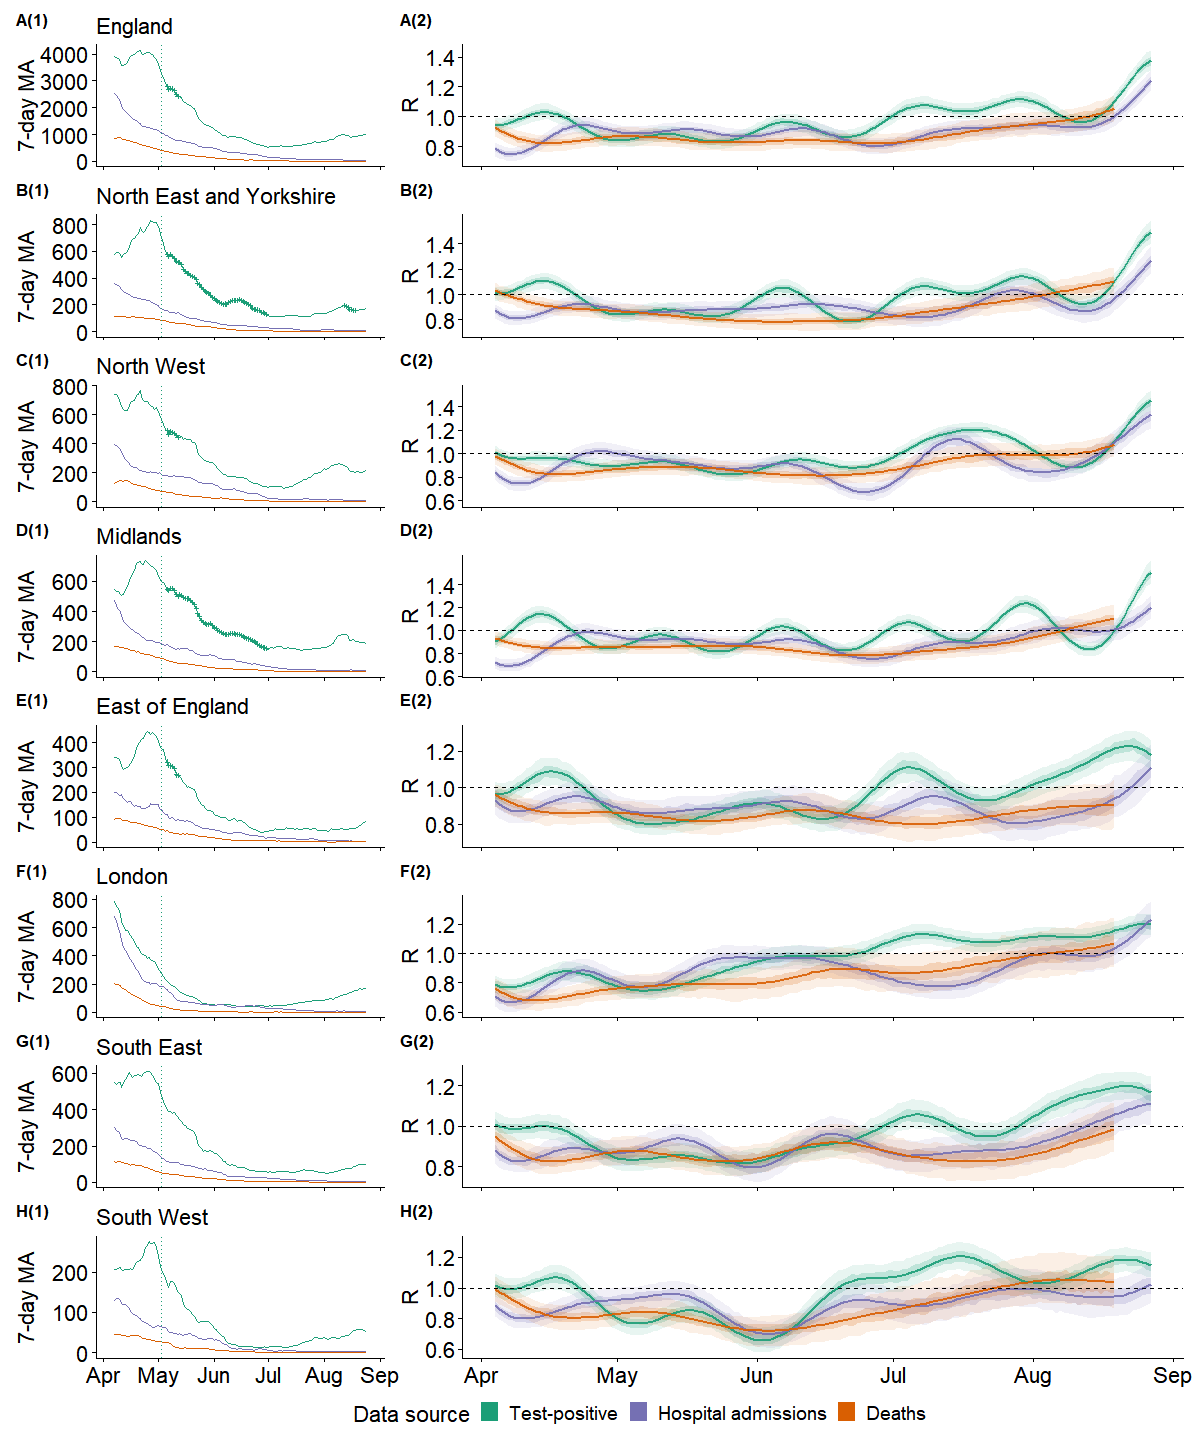 A(1) England A(2)
7-day MA
4000
3000
2000
1000
0
R
1.4
1.2
1.0
0.8
B(1) North East and Yorkshire B(2)
7-day MA
800
600
400
200
0
R
1.4
1.2
1.0
0.8
C(1) North West C(2)
7-day MA
800
600
400
200
0
R
1.4
1.2
1.0
0.8
0.6
D(1) Midlands D(2)
7-day MA
600
400
200
0
R
1.4
1.2
1.0
0.8
0.6
E(1) East of England E(2)
7-day MA
400
300
200
100
0
R
1.2
1.0
0.8
F(1) London F(2)
7-day MA
800
600
400
200
0
R
1.2
1.0
0.8
0.6
G(1) South East G(2)
7-day MA
600
400
200
0
R
1.2
1.0
0.8
H(1) South West H(2)
7-day MA
200
100
0
R
1.2
1.0
0.8
0.6
Apr May Jun Jul Aug Sep Apr May Jun Jul Aug Sep
Data source Test-positive Hospital admissions Deaths